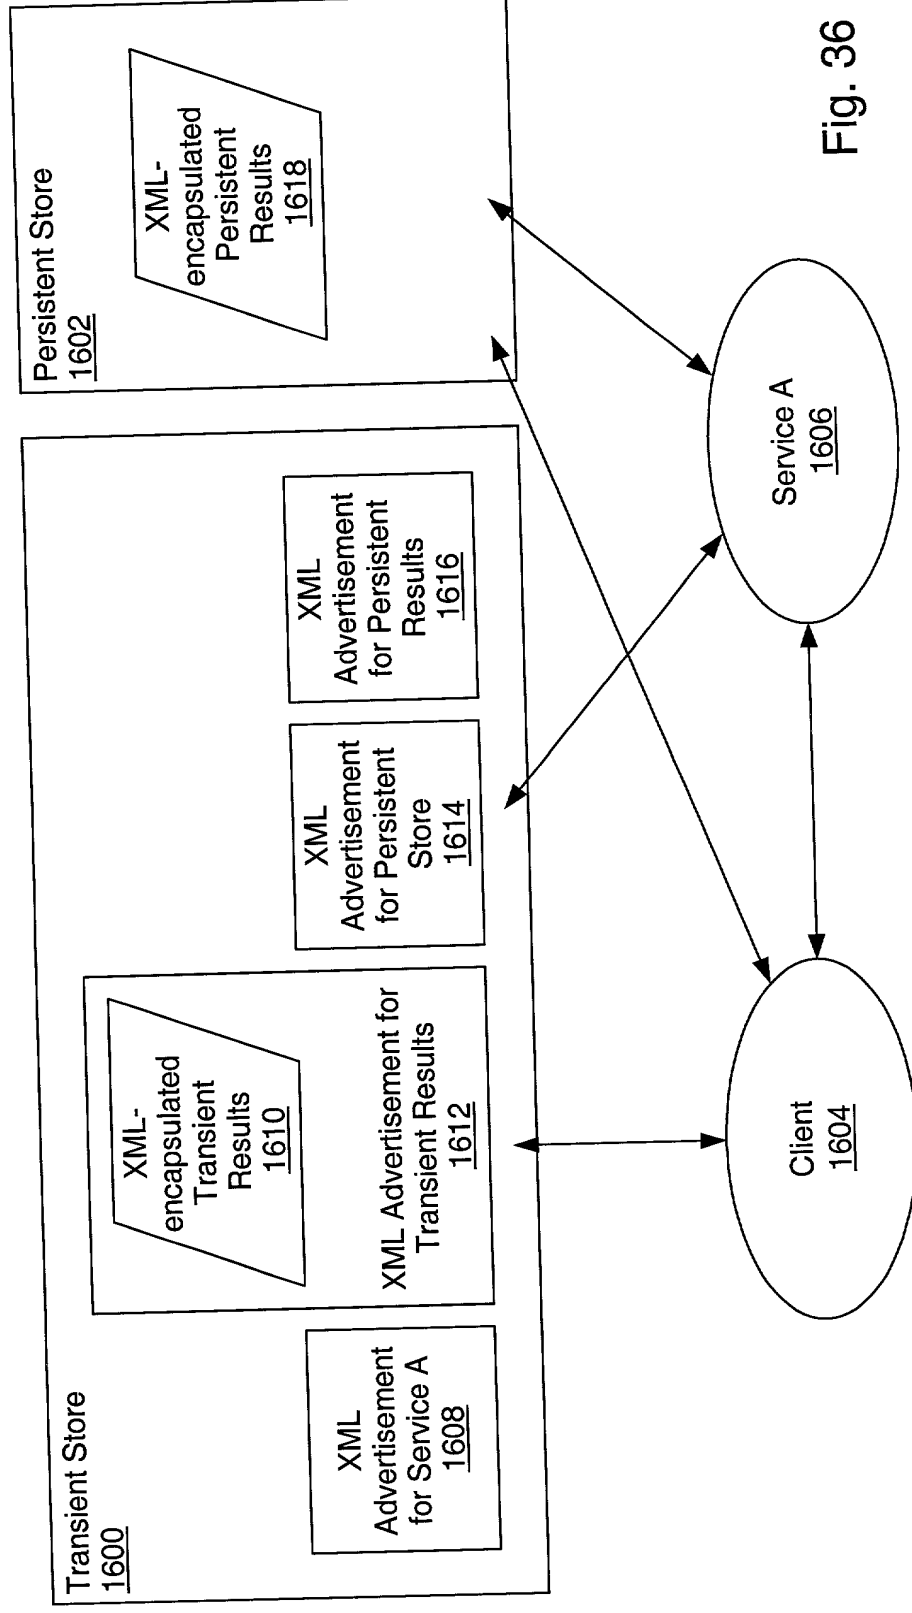 Transient Store
1600
XML
Advertisement
for Service A
1608
XML-
encapsulated
Transient
Results
1610
XML Advertisement for
Transient Results
1612
XML
Advertisement
for Persistent
Store
1614
XML
Advertisement
for Persistent
Results
1616
Persistent Store
1602
XML-
encapsulated
Persistent
Results
1618
Client
1604
Service A
1606
Fig. 36